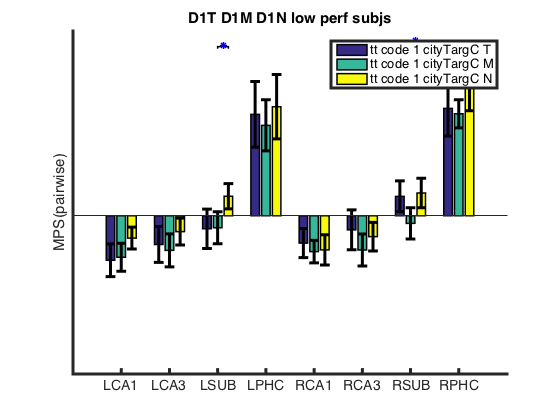 D1T D1M D1N low perf subjs
*
*
tt code 1 cityTargC T
tt code 1 cityTargC M
tt code 1 cityTargC N
MPS(pairwise)
LCA1 LCA3 LSUB LPHC RCA1 RCA3 RSUB RPHC